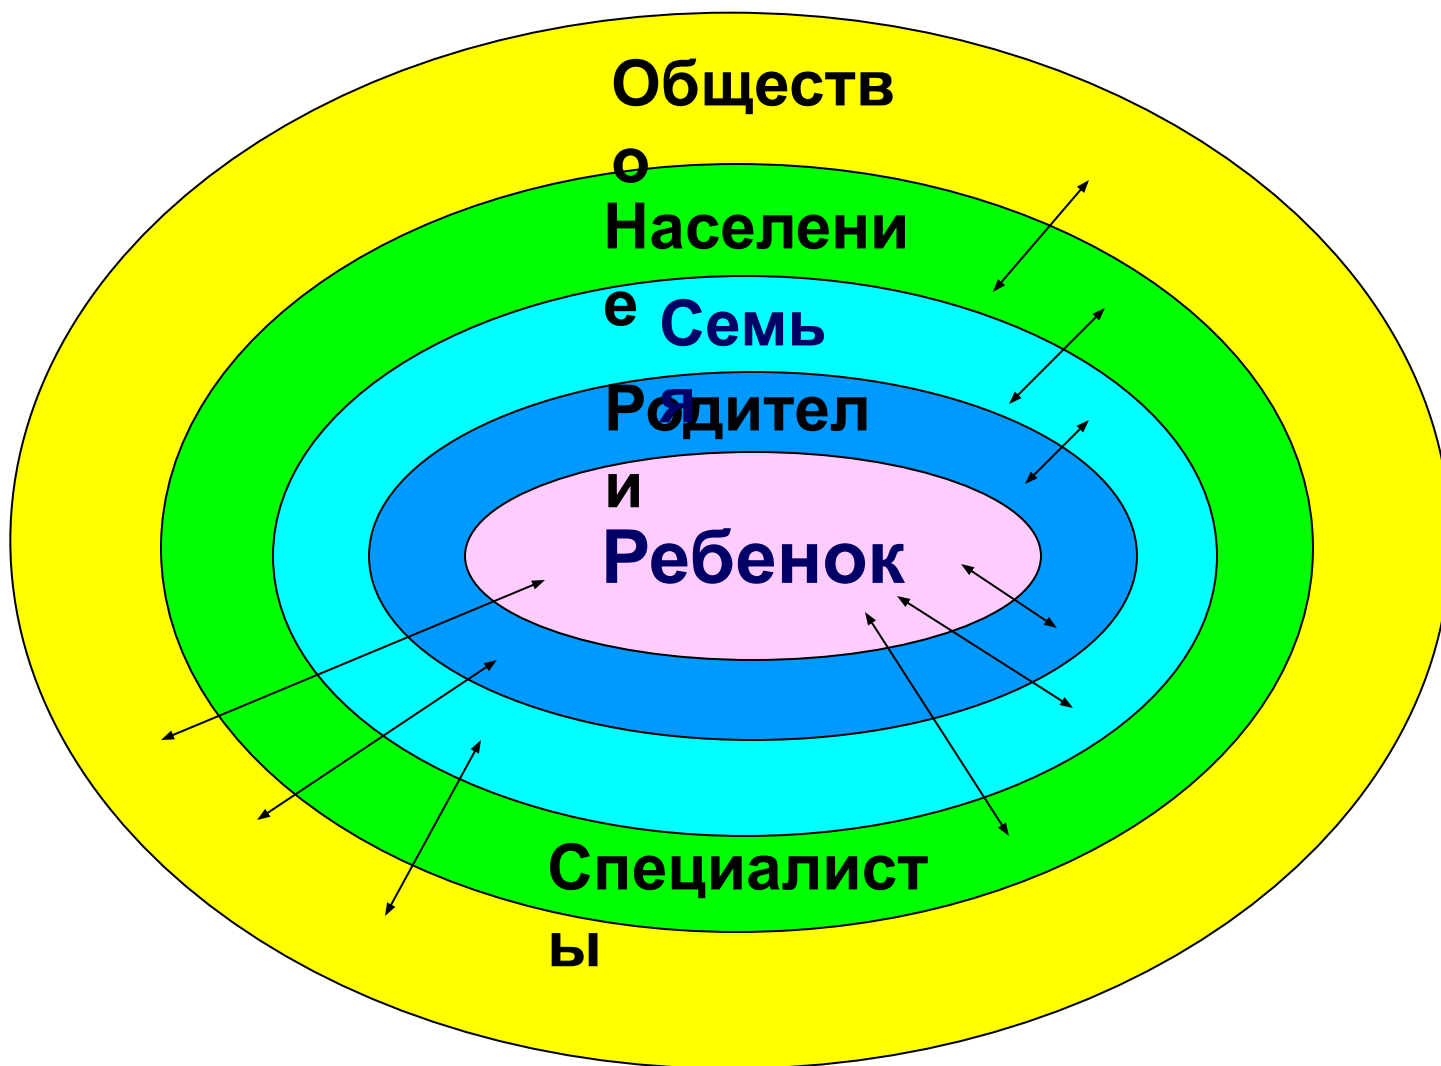 Обществ
о
Населени
е
Семь
я
Родител
и
Ребенок
Специалист
ы